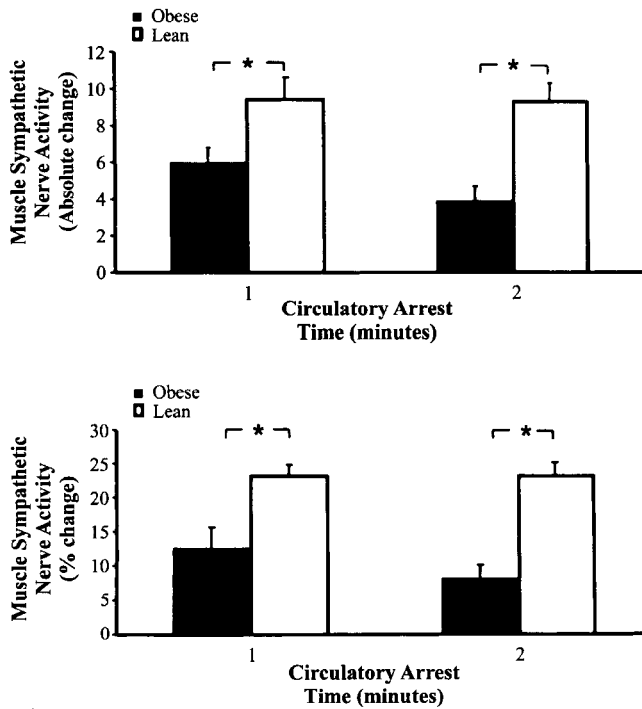 Obese
Lean
Muscle Sympathetic
Nerve Activity
(Absolute change)
12
10
8
6
4
2
0
*
*
1
2
Circulatory Arrest
Time (minutes)
Obese
Lean
Muscle Sympathetic
Nerve Activity
(% change)
30
25
20
15
10
5
0
*
*
1
2
Circulatory Arrest
Time (minutes)